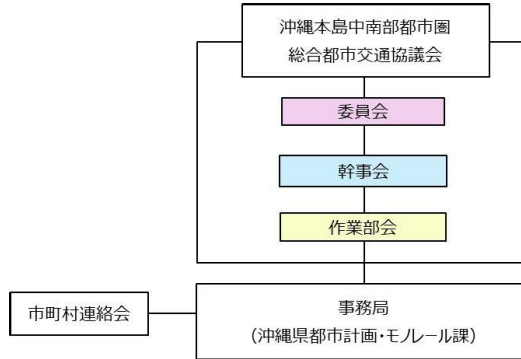 沖縄本島中南部都市圏
総合都市交通協議会
委員会
幹事会
作業部会
市町村連絡会
事務局
(沖縄県都市計画・モノレール課)